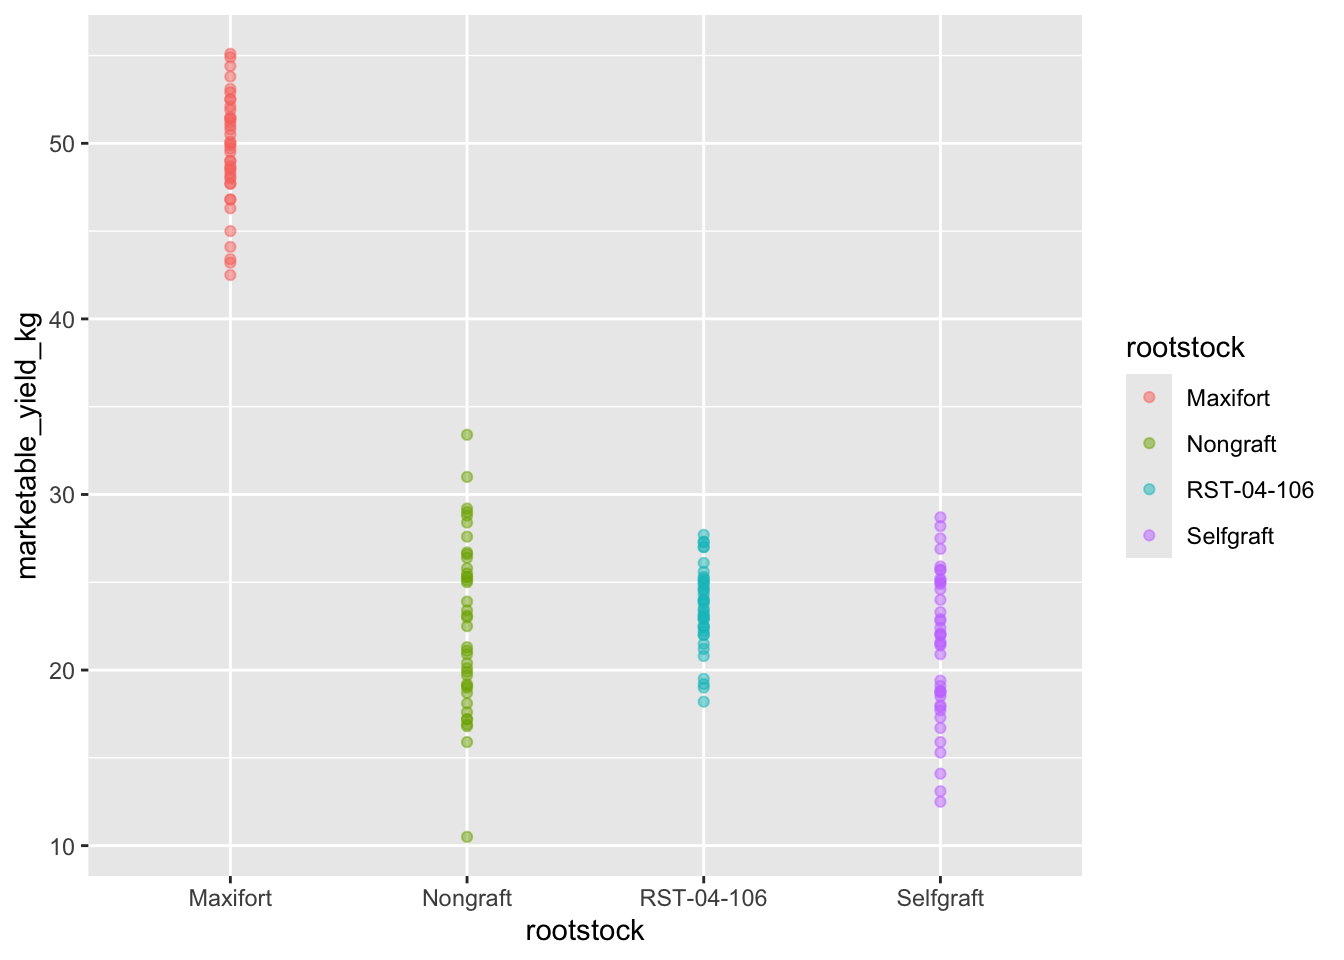 marketable_yield_kg
50
40
30
20
10
Maxifort Nongraft RST-04-106 Selfgraft
rootstock
rootstock
Maxifort
Nongraft
RST-04-106
Selfgraft